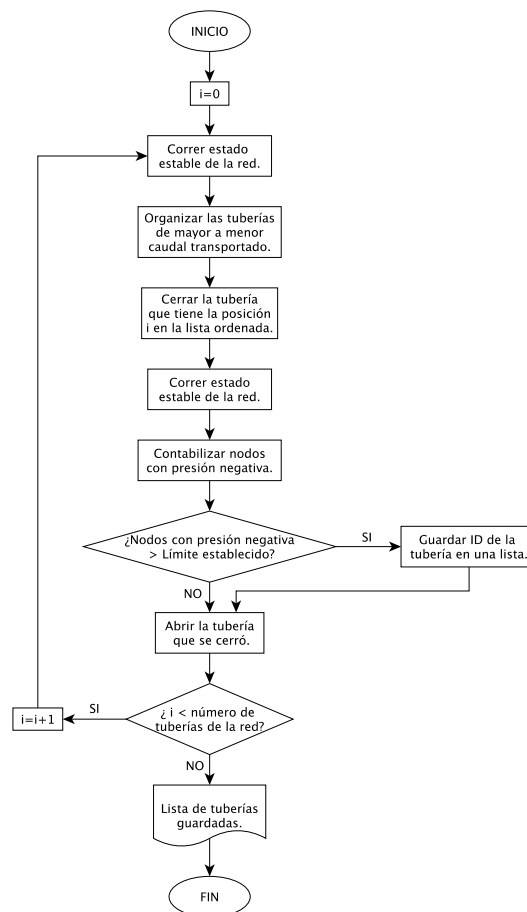 INICIO
i=0
Correr estado
estable de la red.
Organizar las tuberías
de mayor a menor
caudal transportado.
Cerrar la tubería
que tiene la posición
i en la lista ordenada.
Correr estado
estable de la red.
Contabilizar nodos
con presión negativa.
¿Nodos con presión negativa
> Límite establecido?
SI
Guardar ID de la
tubería en una lista.
NO
Abrir la tubería
que se cerró.
¿ i < número de
tuberías de la red?
SI
i=i+1
NO
Lista de tuberías
guardadas.
FIN